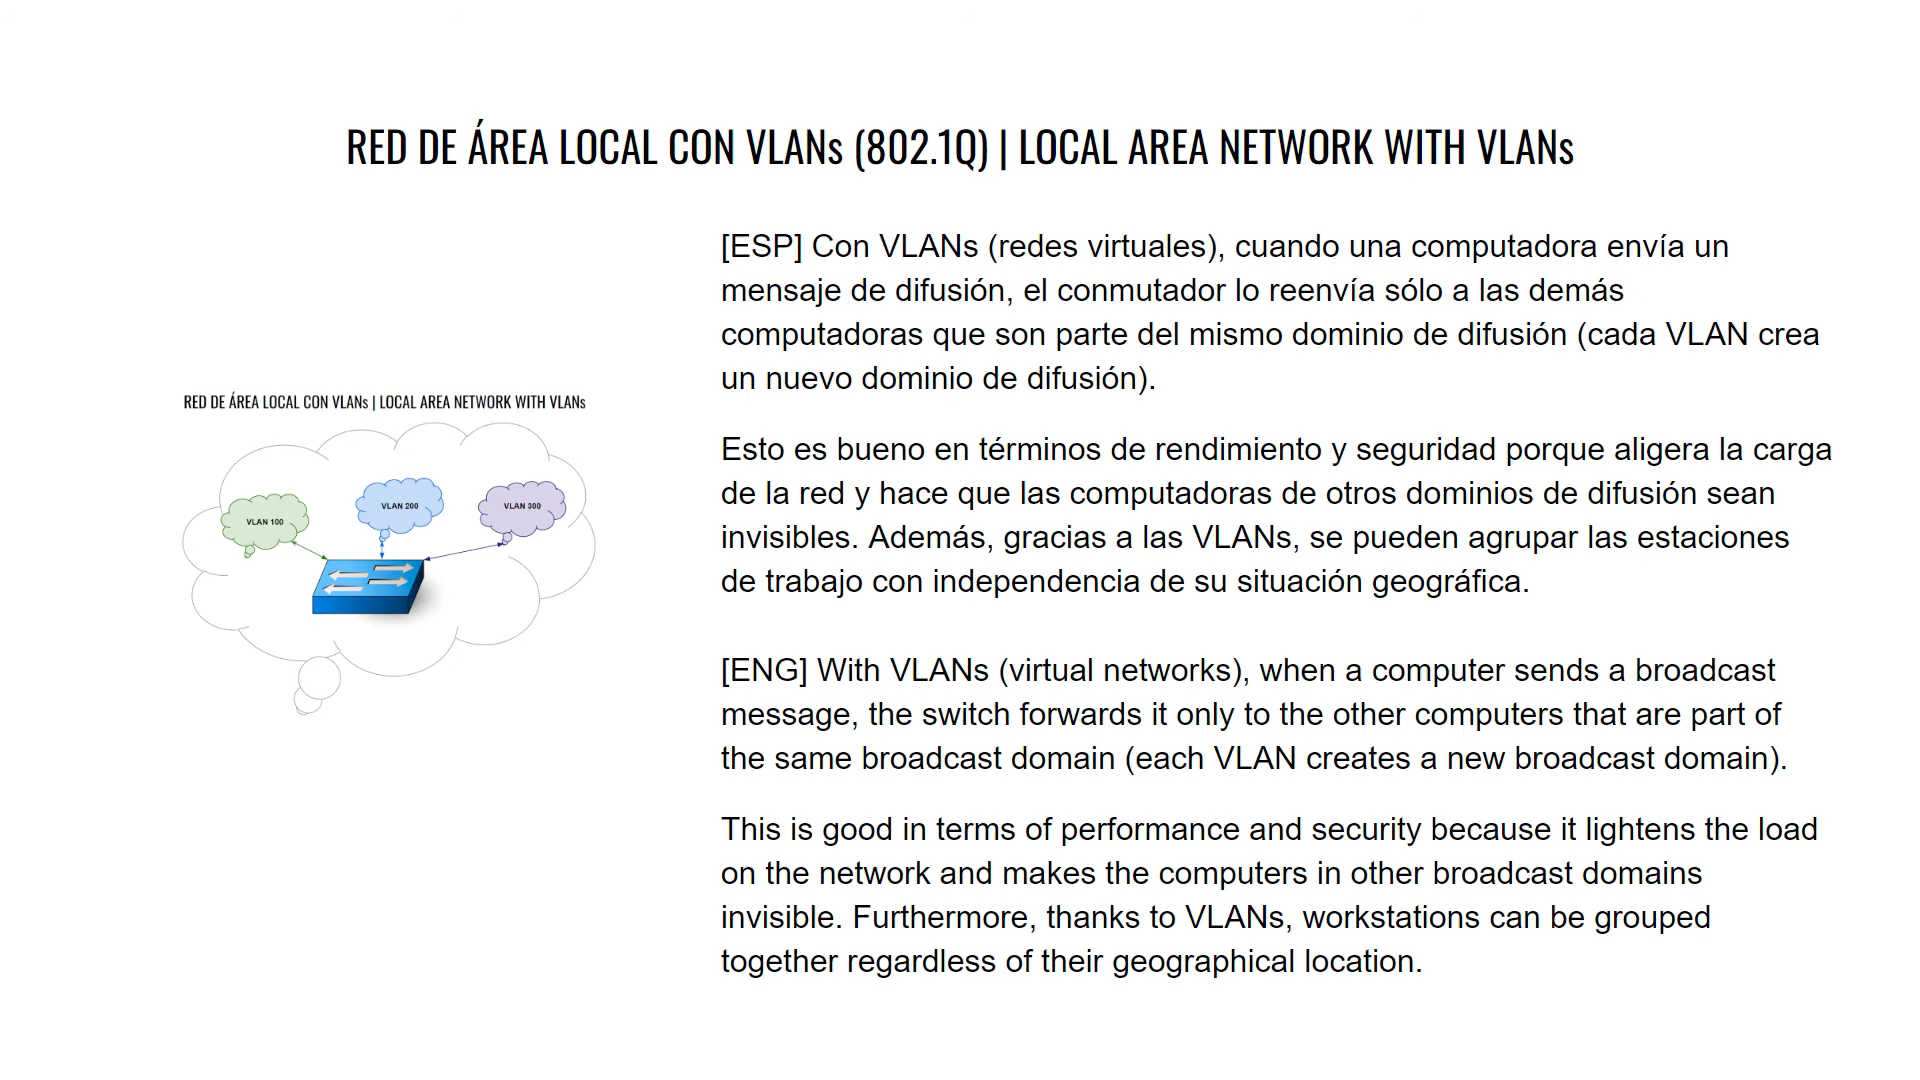 RED DE ÁREA LOCAL CON VLANs (802.1Q) | LOCAL AREA NETWORK WITH VLANs
RED DE ÁREA LOCAL CON VLANs | LOCAL AREA NETWORK WITH VLANs
VLAN 100
VLAN 200
VLAN 300
[ESP] Con VLANs (redes virtuales), cuando una computadora envía un
mensaje de difusión, el conmutador lo reenvía sólo a las demás
computadoras que son parte del mismo dominio de difusión (cada VLAN crea
un nuevo dominio de difusión).
Esto es bueno en términos de rendimiento y seguridad porque aligera la carga
de la red y hace que las computadoras de otros dominios de difusión sean
invisibles. Además, gracias a las VLANs, se pueden agrupar las estaciones
de trabajo con independencia de su situación geográfica.
[ENG] With VLANs (virtual networks), when a computer sends a broadcast
message, the switch forwards it only to the other computers that are part of
the same broadcast domain (each VLAN creates a new broadcast domain).
This is good in terms of performance and security because it lightens the load
on the network and makes the computers in other broadcast domains
invisible. Furthermore, thanks to VLANs, workstations can be grouped
together regardless of their geographical location.